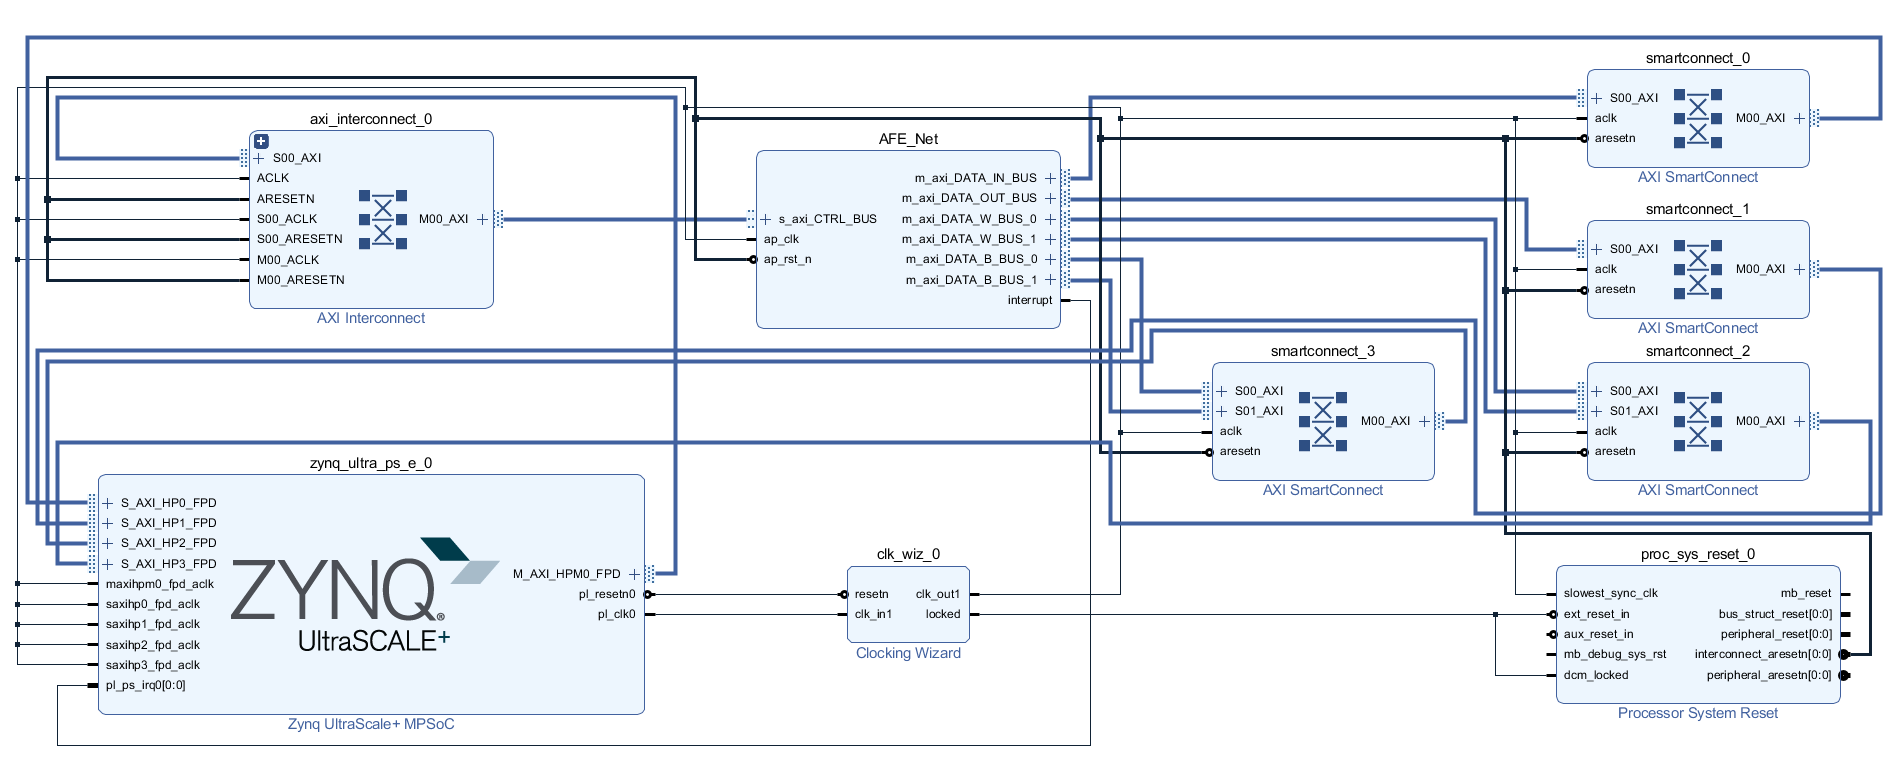 axi_interconnect_0
S00_AXI
ACLK
ARESETN
S00_ACLK
S00_ARESETN
M00_ACLK
M00_ARESETN
M00_AXI
AXI Interconnect
AFE_Net
s_axi_CTRL_BUS
ap_clk
ap_rst_n
m_axi_DATA_IN_BUS
m_axi_DATA_OUT_BUS
m_axi_DATA_W_BUS_0
m_axi_DATA_W_BUS_1
m_axi_DATA_B_BUS_0
m_axi_DATA_B_BUS_1
interrupt
smartconnect_0
S00_AXI
aclk
aresetn
M00_AXI
AXI SmartConnect
smartconnect_1
S00_AXI
aclk
aresetn
M00_AXI
AXI SmartConnect
smartconnect_3
S00_AXI
S01_AXI
aclk
aresetn
M00_AXI
AXI SmartConnect
smartconnect_2
S00_AXI
S01_AXI
aclk
aresetn
M00_AXI
AXI SmartConnect
zynq_ultra_ps_e_0
S_AXI_HP0_FPD
S_AXI_HP1_FPD
S_AXI_HP2_FPD
S_AXI_HP3_FPD
maxihpm0_fpd_aclk
saxihp0_fpd_aclk
saxihp1_fpd_aclk
saxihp2_fpd_aclk
saxihp3_fpd_aclk
pl_ps_irq0[0:0]
ZYNQ®
UltraSCALE+
M_AXI_HPM0_FPD
pl_resetn0
pl_clk0
Zynq UltraScale+ MPSoC
clk_wiz_0
resetn
clk_in1
clk_out1
locked
Clocking Wizard
proc_sys_reset_0
slowest_sync_clk
ext_reset_in
aux_reset_in
mb_debug_sys_rst
dcm_locked
mb_reset
bus_struct_reset[0:0]
peripheral_reset[0:0]
interconnect_aresetn[0:0]
peripheral_aresetn[0:0]
Processor System Reset